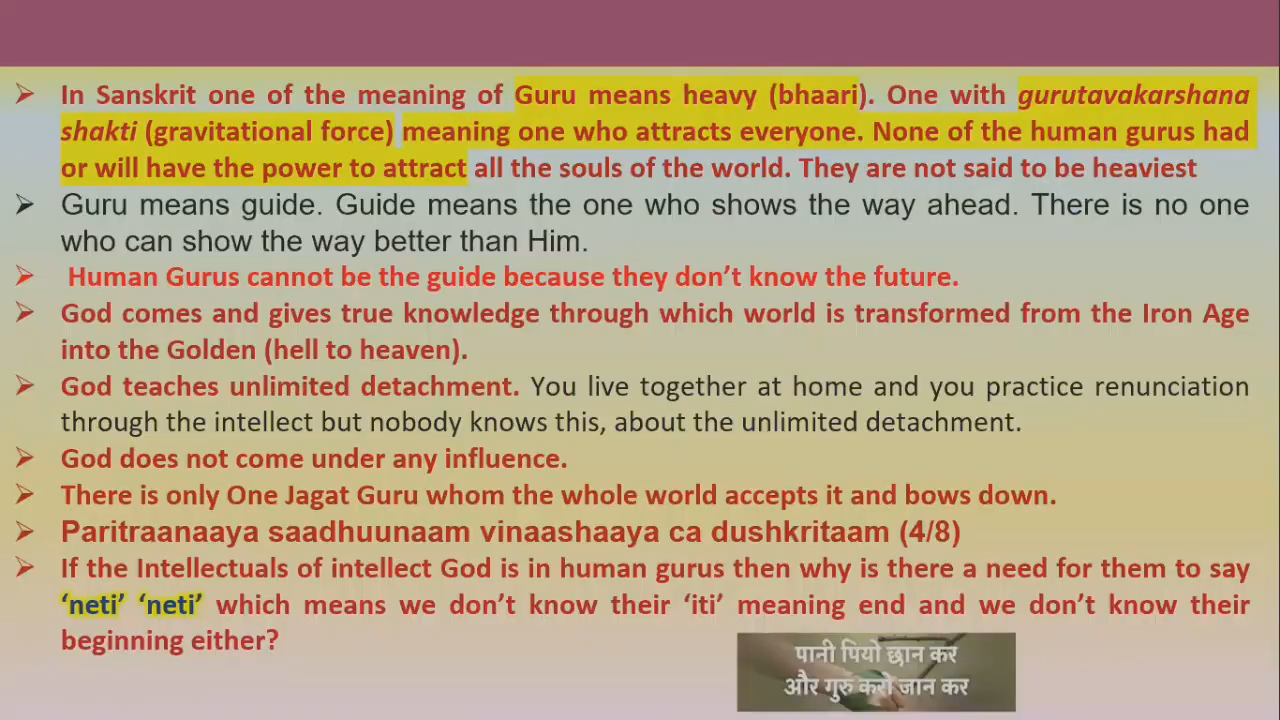 ➢ In Sanskrit one of the meaning of Guru means heavy (bhaari). One with gurutavakarshana
shakti (gravitational force) meaning one who attracts everyone. None of the human gurus had
or will have the power to attract all the souls of the world. They are not said to be heaviest
➢ Guru means guide. Guide means the one who shows the way ahead. There is no one
who can show the way better than Him.
➢ Human Gurus cannot be the guide because they don’t know the future.
➢ God comes and gives true knowledge through which world is transformed from the Iron Age
into the Golden (hell to heaven).
➢ God teaches unlimited detachment. You live together at home and you practice renunciation
through the intellect but nobody knows this, about the unlimited detachment.
➢ God does not come under any influence.
➢ There is only One Jagat Guru whom the whole world accepts it and bows down.
➢ Paritraanaaya saadhuunaam vinaashaaya ca dushkritaam (4/8)
➢ If the Intellectuals of intellect God is in human gurus then why is there a need for them to say
‘neti’ ‘neti’ which means we don’t know their ‘iti’ meaning end and we don’t know their
beginning either?
पानी पियो छान कर
और गुरु करो जान कर